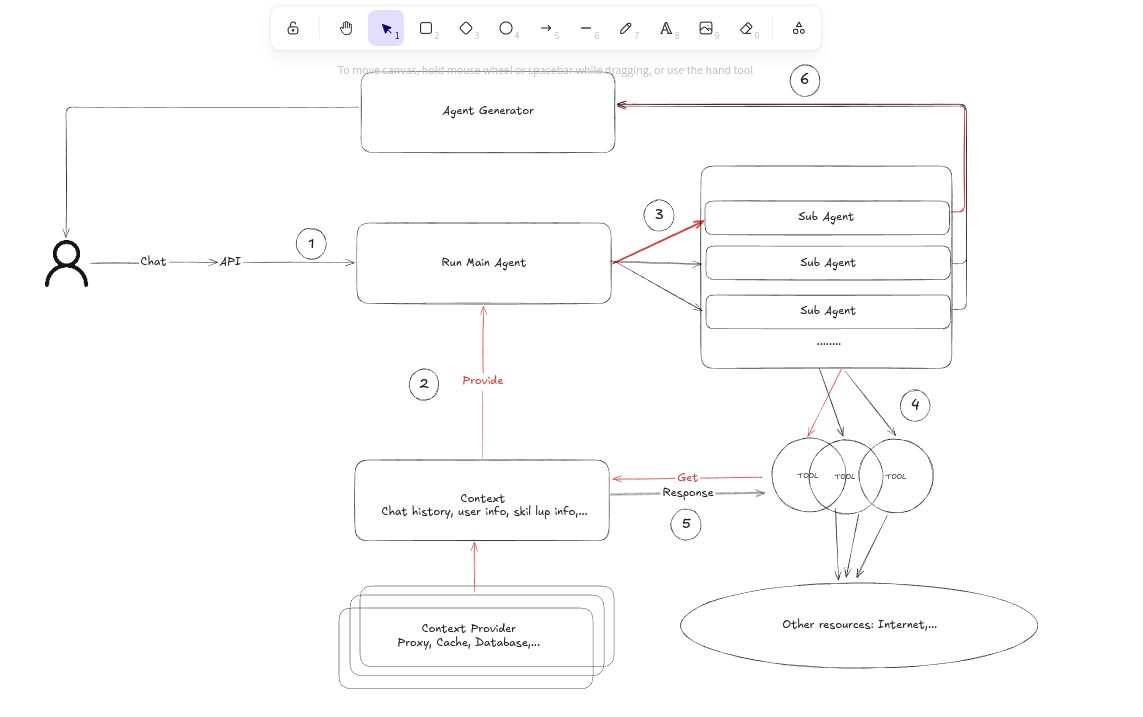 1
2
3
4
5
6
7
8
9
0
To move canvas, hold mouse wheel or spacebar while dragging, or use the hand tool
6
Agent Generator
3
Sub Agent
1
Chat
API
Run Main Agent
Sub Agent
Sub Agent
........
2
Provide
4
TOOL
TOOL
TOOL
Get
Response
5
Context
Chat history, user info, skil lup info,...
Context Provider
Proxy, Cache, Database,...
Other resources: Internet,...